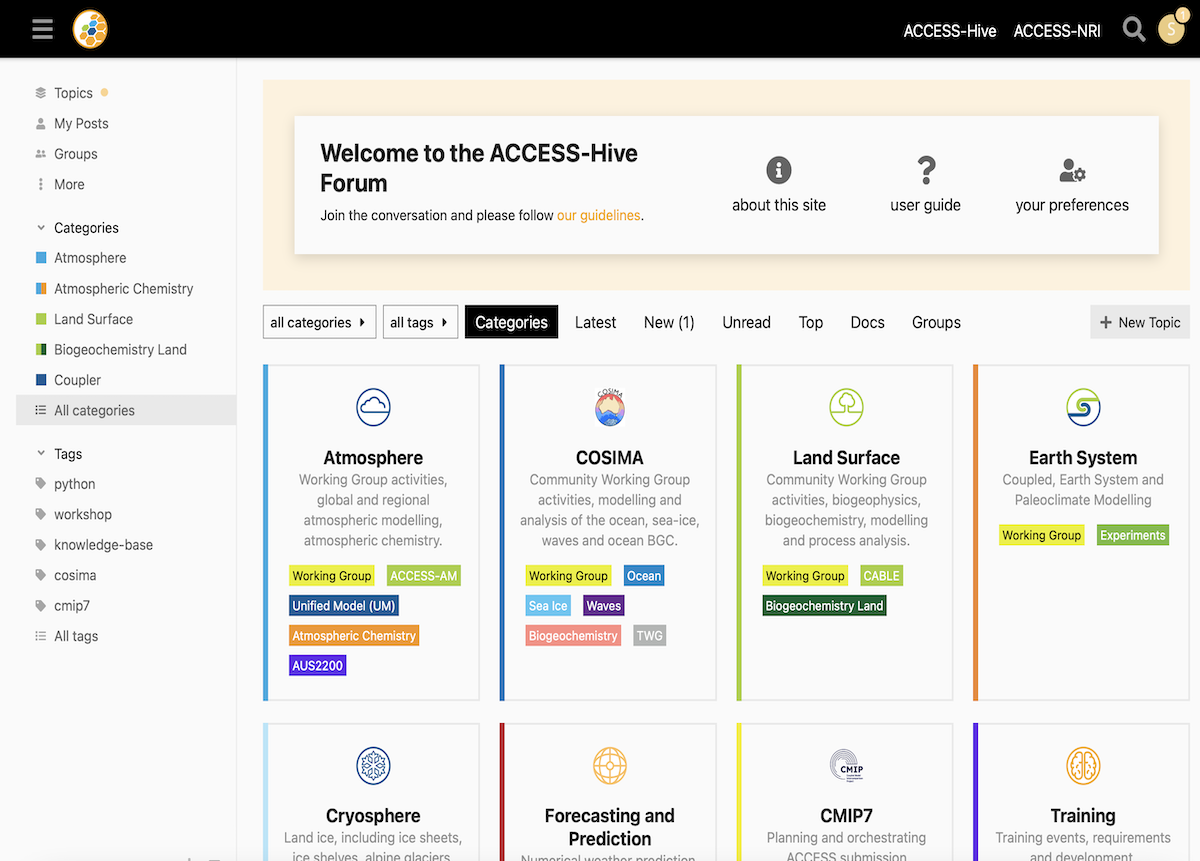 ACCESS-Hive ACCESS-NRI S 1
Topics
My Posts
Groups
More
Categories
Atmosphere
Atmospheric Chemistry
Land Surface
Biogeochemistry Land
Coupler
All categories
Tags
python
workshop
knowledge-base
cosima
cmip7
All tags
Welcome to the ACCESS-Hive
Forum
Join the conversation and please follow our guidelines.
about this site
user guide
your preferences
all categories all tags Categories Latest New (1) Unread Top Docs Groups + New Topic
Atmosphere
Working Group activities,
global and regional
atmospheric modelling,
atmospheric chemistry.
Working Group ACCESS-AM
Unified Model (UM)
Atmospheric Chemistry
AUS2200
COSIMA
COSIMA
Community Working Group
activities, modelling and
analysis of the ocean, sea-ice,
waves and ocean BGC.
Working Group Ocean
Sea Ice Waves
Biogeochemistry TWG
Land Surface
Community Working Group
activities, biogeophysics,
biogeochemistry, modelling
and process analysis.
Working Group CABLE
Biogeochemistry Land
Earth System
Coupled, Earth System and
Paleoclimate Modelling
Working Group Experiments
Cryosphere
Land ice, including ice sheets,
ice shelves, alpine glaciers
Forecasting and
Prediction
Numerical weather prediction
CMIP
CMIP7
Planning and orchestrating
ACCESS submission
Training
Training events, requirements
and development